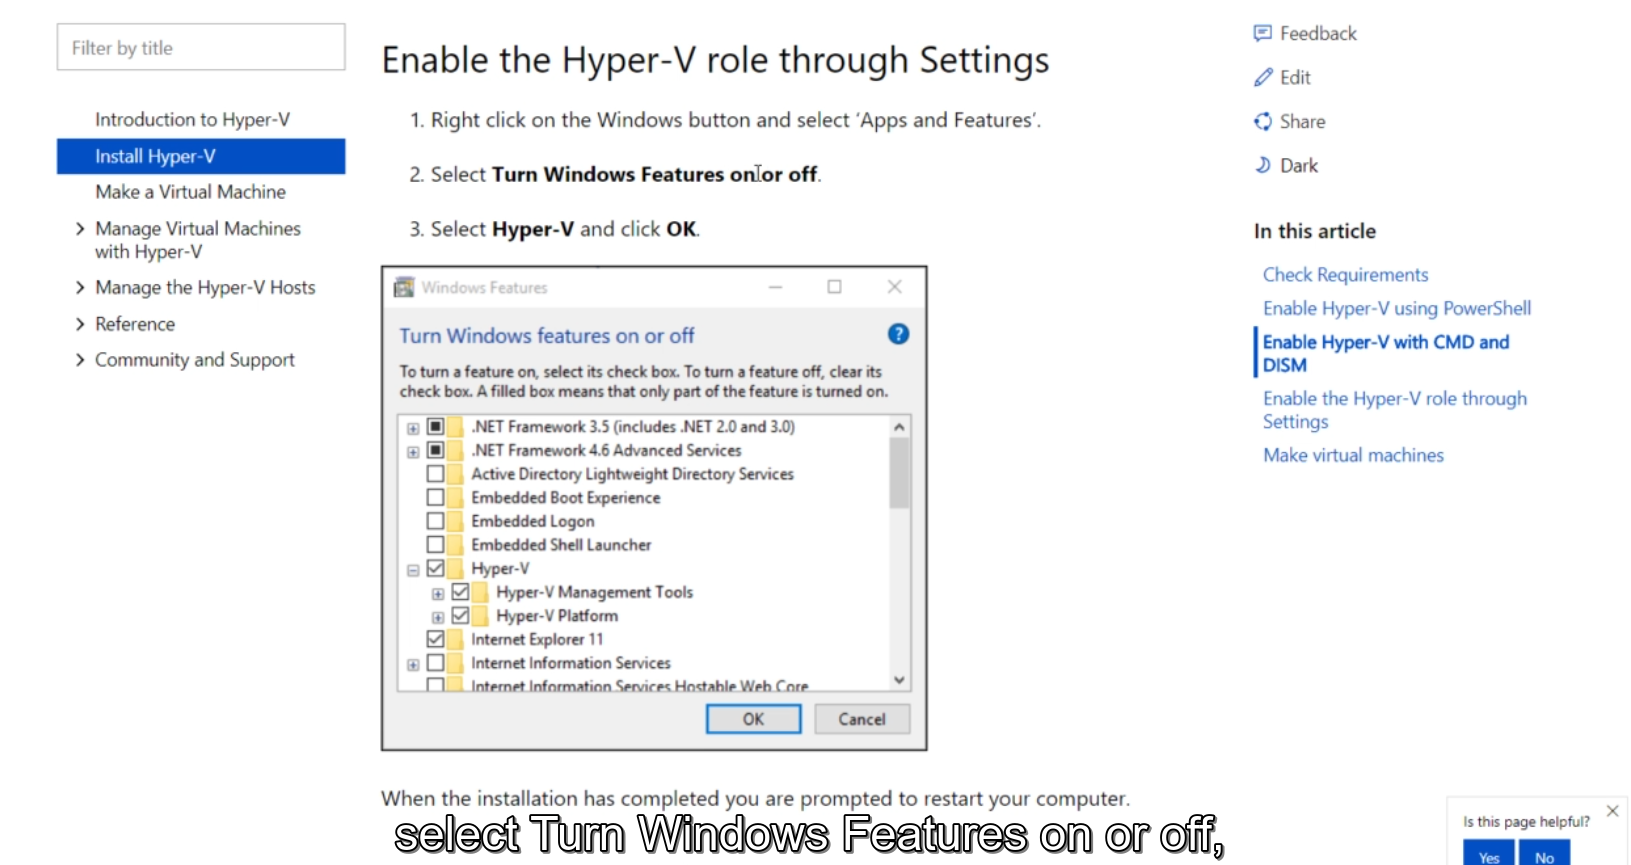 Filter by title
Introduction to Hyper-V
Install Hyper-V
Make a Virtual Machine
Manage Virtual Machines
with Hyper-V
Manage the Hyper-V Hosts
Reference
Community and Support
Enable the Hyper-V role through Settings
1. Right click on the Windows button and select ‘Apps and Features’.
2. Select Turn Windows Features on or off.
3. Select Hyper-V and click OK.
Windows Features
Turn Windows features on or off
?
To turn a feature on, select its check box. To turn a feature off, clear its
check box. A filled box means that only part of the feature is turned on.
.NET Framework 3.5 (includes .NET 2.0 and 3.0)
.NET Framework 4.6 Advanced Services
Active Directory Lightweight Directory Services
Embedded Boot Experience
Embedded Logon
Embedded Shell Launcher
Hyper-V
Hyper-V Management Tools
Hyper-V Platform
Internet Explorer 11
Internet Information Services
Internet Information Services Hostable Web Core
OK
Cancel
When the installation has completed you are prompted to restart your computer.
select Turn Windows Features on or off,
Feedback
Edit
Share
Dark
In this article
Check Requirements
Enable Hyper-V using PowerShell
Enable Hyper-V with CMD and
DISM
Enable the Hyper-V role through
Settings
Make virtual machines
Is this page helpful?
Yes
No